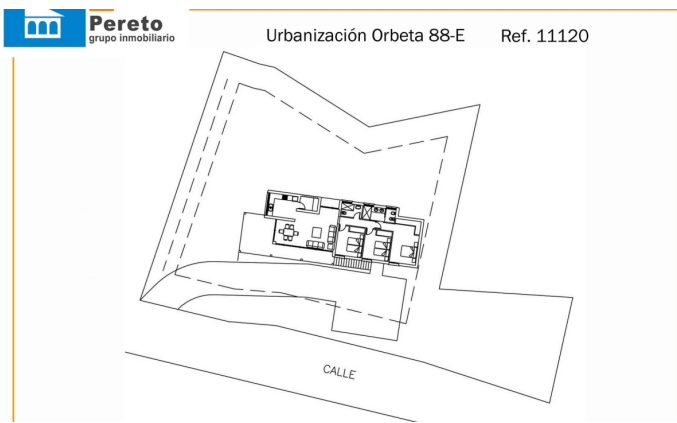 Pereto
grupo inmobiliario
Urbanización Orbeta 88-E Ref. 11120
CALLE